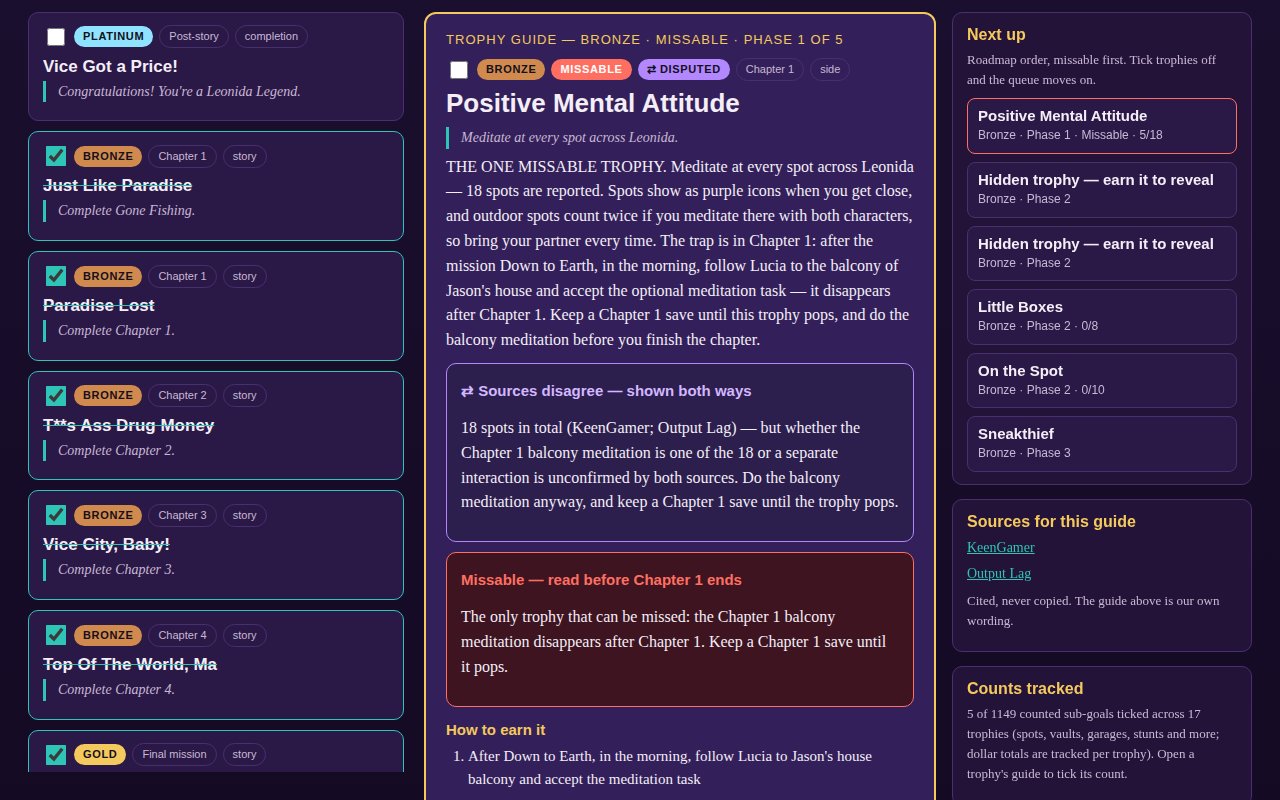 PLATINUM Post-story completion
Vice Got a Price!
Congratulations! You're a Leonida Legend.
BRONZE Chapter 1 story
Just Like Paradise
Complete Gone Fishing.
BRONZE Chapter 1 story
Paradise Lost
Complete Chapter 1.
BRONZE Chapter 2 story
T**s Ass Drug Money
Complete Chapter 2.
BRONZE Chapter 3 story
Vice City, Baby!
Complete Chapter 3.
BRONZE Chapter 4 story
Top Of The World, Ma
Complete Chapter 4.
GOLD Final mission story
TROPHY GUIDE — BRONZE · MISSABLE · PHASE 1 OF 5
BRONZE MISSABLE ⇄ DISPUTED Chapter 1 side
Positive Mental Attitude
Meditate at every spot across Leonida.
THE ONE MISSABLE TROPHY. Meditate at every spot across Leonida
— 18 spots are reported. Spots show as purple icons when you get close,
and outdoor spots count twice if you meditate there with both characters,
so bring your partner every time. The trap is in Chapter 1: after the
mission Down to Earth, in the morning, follow Lucia to the balcony of
Jason's house and accept the optional meditation task — it disappears
after Chapter 1. Keep a Chapter 1 save until this trophy pops, and do the
balcony meditation before you finish the chapter.
⇄ Sources disagree — shown both ways
18 spots in total (KeenGamer; Output Lag) — but whether the
Chapter 1 balcony meditation is one of the 18 or a separate
interaction is unconfirmed by both sources. Do the balcony
meditation anyway, and keep a Chapter 1 save until the trophy pops.
Missable — read before Chapter 1 ends
The only trophy that can be missed: the Chapter 1 balcony
meditation disappears after Chapter 1. Keep a Chapter 1 save until
it pops.
How to earn it
1. After Down to Earth, in the morning, follow Lucia to Jason's house
balcony and accept the meditation task
Next up
Roadmap order, missable first. Tick trophies off
and the queue moves on.
Positive Mental Attitude
Bronze · Phase 1 · Missable · 5/18
Hidden trophy — earn it to reveal
Bronze · Phase 2
Hidden trophy — earn it to reveal
Bronze · Phase 2
Little Boxes
Bronze · Phase 2 · 0/8
On the Spot
Bronze · Phase 2 · 0/10
Sneakthief
Bronze · Phase 3
Sources for this guide
KeenGamer
Output Lag
Cited, never copied. The guide above is our own
wording.
Counts tracked
5 of 1149 counted sub-goals ticked across 17
trophies (spots, vaults, garages, stunts and more;
dollar totals are tracked per trophy). Open a
trophy's guide to tick its count.